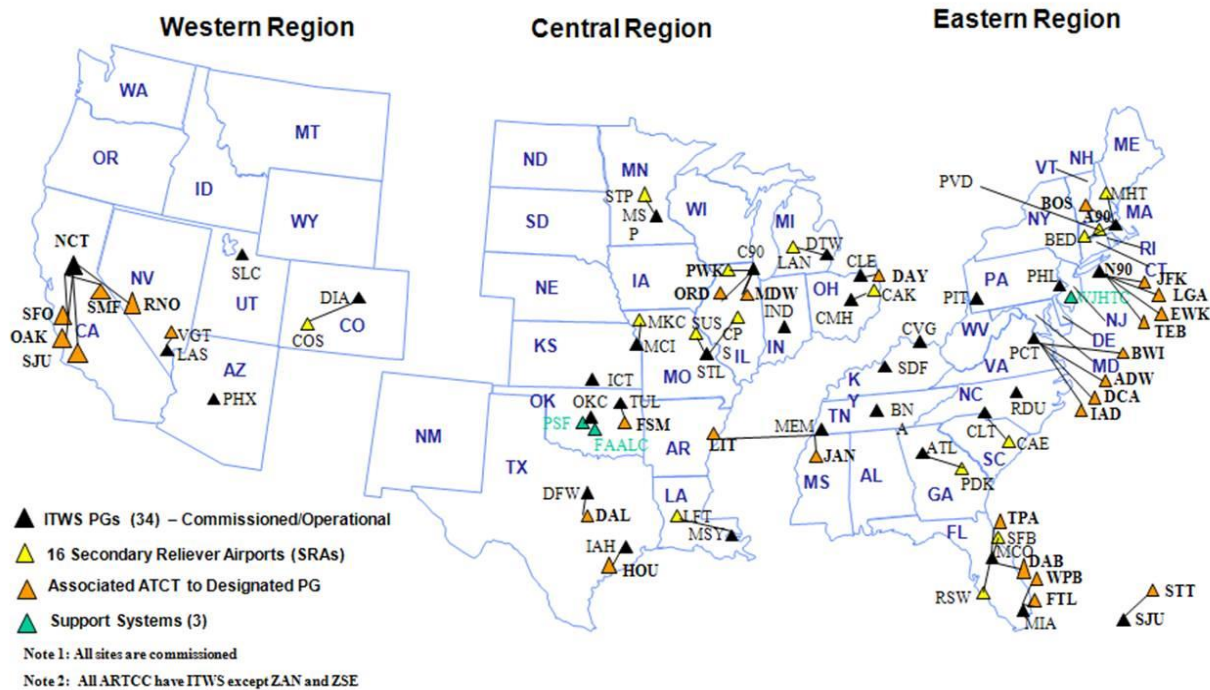 Western Region
Central Region
Eastern Region
WA
MT
OR
ID
WY
NV
UT
CO
CA
AZ
NCT
SLC
DIA
COS
SMF
RNO
SFO
OAK
SJU
VGT
LAS
PHX
ND
MN
SD
WI
MI
IA
NE
OH
KS
IL
IN
MO
OK
AR
NM
TX
LA
STP
MS
P
C90
DTW
LAN
CLE
DAY
PWK
ORD
MDW
IND
CAK
CMH
MKC
SUS
CP
S
MCI
STL
ICT
OKC
TUL
PSF
FSM
FAALC
LIT
MEM
JAN
DFW
DAL
IAH
HOU
LFT
MSY
ME
NH
VT
PVD
MHT
BOS
A90
MA
NY
BED
RI
CT
PA
PHL
N90
JFK
LGA
EWK
TEB
WJHTC
PIT
NJ
WV
DE
CVG
PCT
MD
BWI
VA
ADW
DCA
IAD
SDF
K
Y
NC
TN
BN
A
RDU
CLT
CAE
SC
ATL
PDK
MS
AL
GA
FL
TPA
SFB
MCO
DAB
WPB
RSW
FTL
MIA
STT
SJU
ITWS PGs (34) – Commissioned/Operational
16 Secondary Reliever Airports (SRAs)
Associated ATCT to Designated PG
Support Systems (3)
Note 1: All sites are commissioned
Note 2: All ARTCC have ITWS except ZAN and ZSE